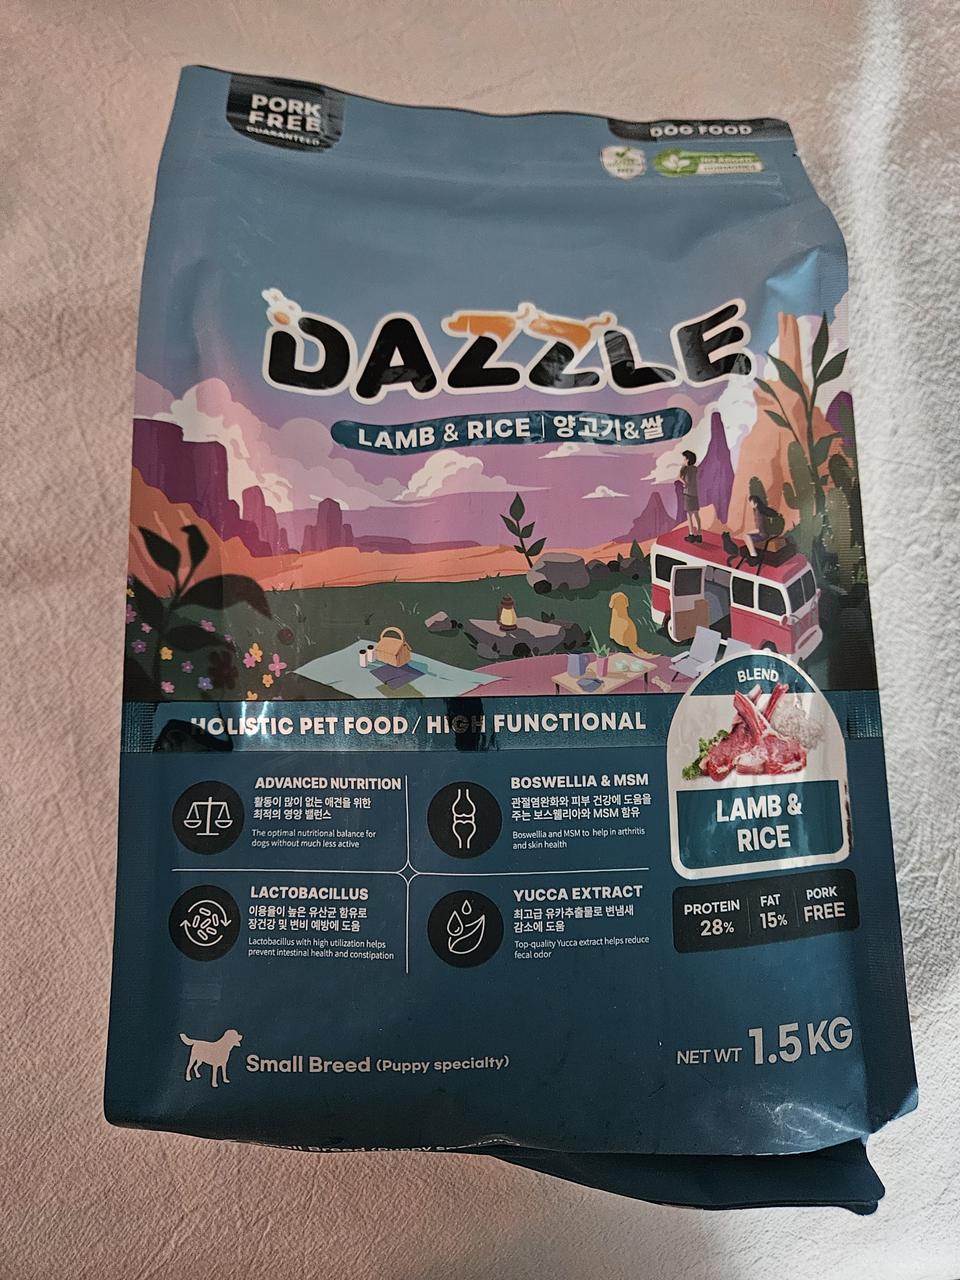 PORK
FREE
GUARANTEED
DOG FOOD
DAZZLE
LAMB & RICE | 양고기&쌀
BLEND
LAMB &
RICE
HOLISTIC PET FOOD / HIGH FUNCTIONAL
ADVANCED NUTRITION
활동이 많이 없는 애견을 위한
최적의 영양 밸런스
The optimal nutritional balance for
dogs without much less active
BOSWELLIA & MSM
관절염완화와 피부 건강에 도움을
주는 보스웰리아와 MSM 함유
Boswellia and MSM to help in arthritis
and skin health
LACTOBACILLUS
이용율이 높은 유산균 함유로
장건강 및 변비 예방에 도움
Lactobacillus with high utilization helps
prevent intestinal health and constipation
YUCCA EXTRACT
최고급 유카추출물로 변냄새
감소에 도움
Top-quality Yucca extract helps reduce
fecal odor
PROTEIN
28%
FAT
15%
PORK
FREE
Small Breed (Puppy specialty)
NET WT 1.5 KG